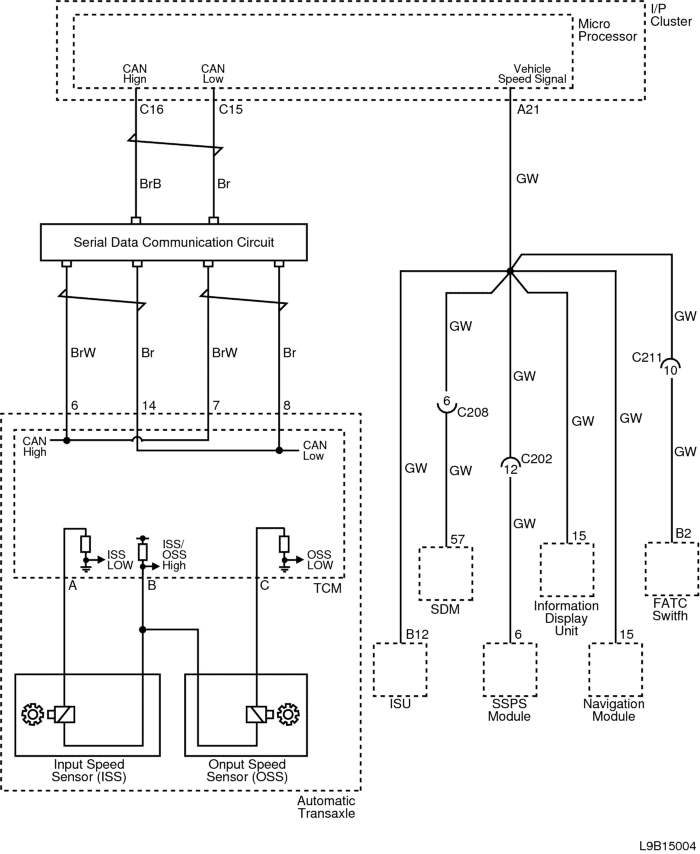 I/P
Cluster
Micro
Processor
CAN
Hign
CAN
Low
Vehicle
Speed Signal
C16
C15
A21
BrB
Br
GW
Serial Data Communication Circuit
BrW
Br
BrW
Br
GW
GW
C211
10
GW
6
C208
GW
GW
GW
GW
C202
12
GW
GW
GW
6
14
7
8
CAN
High
CAN
Low
ISS
LOW
ISS/
OSS
High
OSS
LOW
A
B
C
TCM
57
SDM
15
Information
Display
Unit
B2
FATC
Switfh
B12
ISU
6
SSPS
Module
15
Navigation
Module
Input Speed
Sensor (ISS)
Onput Speed
Sensor (OSS)
Automatic
Transaxle
L9B15004